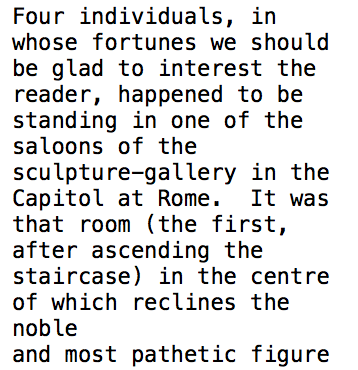 Four individuals, in
whose fortunes we should
be glad to interest the
reader, happened to be
standing in one of the
saloons of the
sculpture-gallery in the
Capitol at Rome.  It was
that room (the first,
after ascending the
staircase) in the centre
of which reclines the
noble
and most pathetic figure